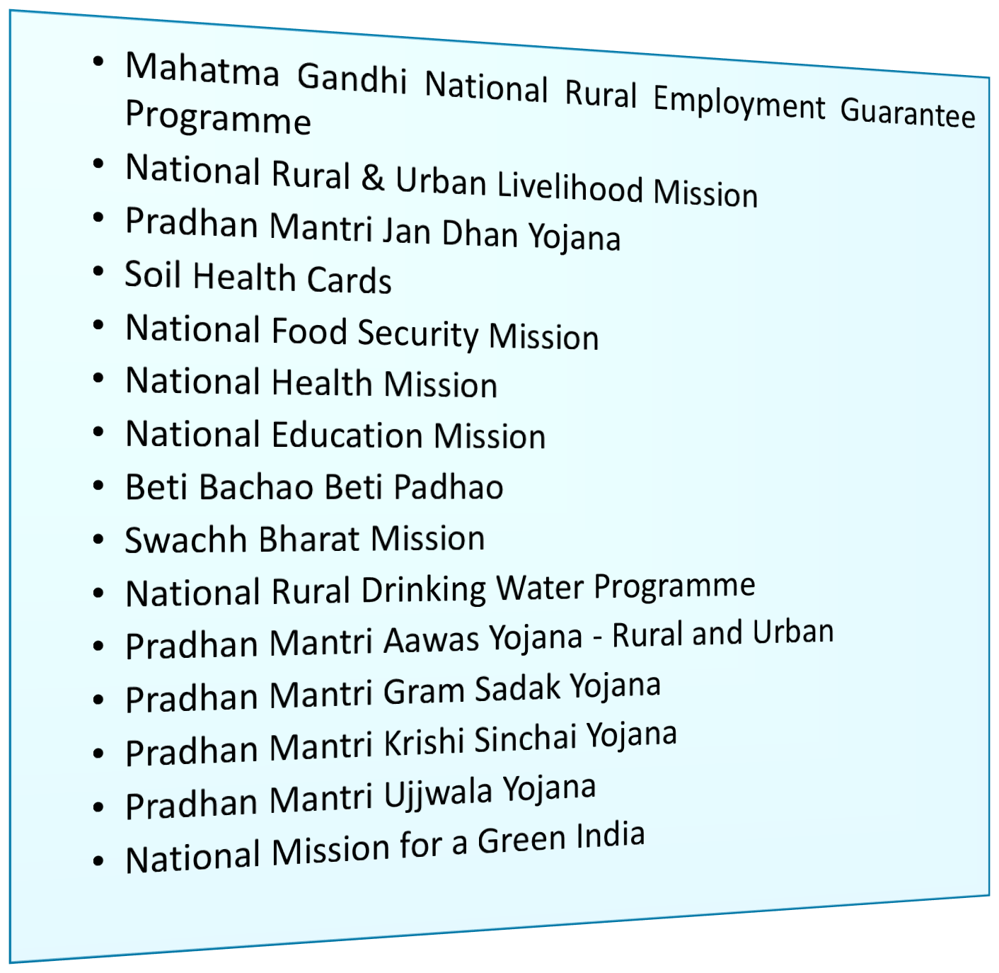 • Mahatma Gandhi National Rural Employment Guarantee
Programme
• National Rural & Urban Livelihood Mission
• Pradhan Mantri Jan Dhan Yojana
• Soil Health Cards
• National Food Security Mission
• National Health Mission
• National Education Mission
• Beti Bachao Beti Padhao
• Swachh Bharat Mission
• National Rural Drinking Water Programme
• Pradhan Mantri Aawas Yojana - Rural and Urban
• Pradhan Mantri Gram Sadak Yojana
• Pradhan Mantri Krishi Sinchai Yojana
• Pradhan Mantri Ujjwala Yojana
• National Mission for a Green India